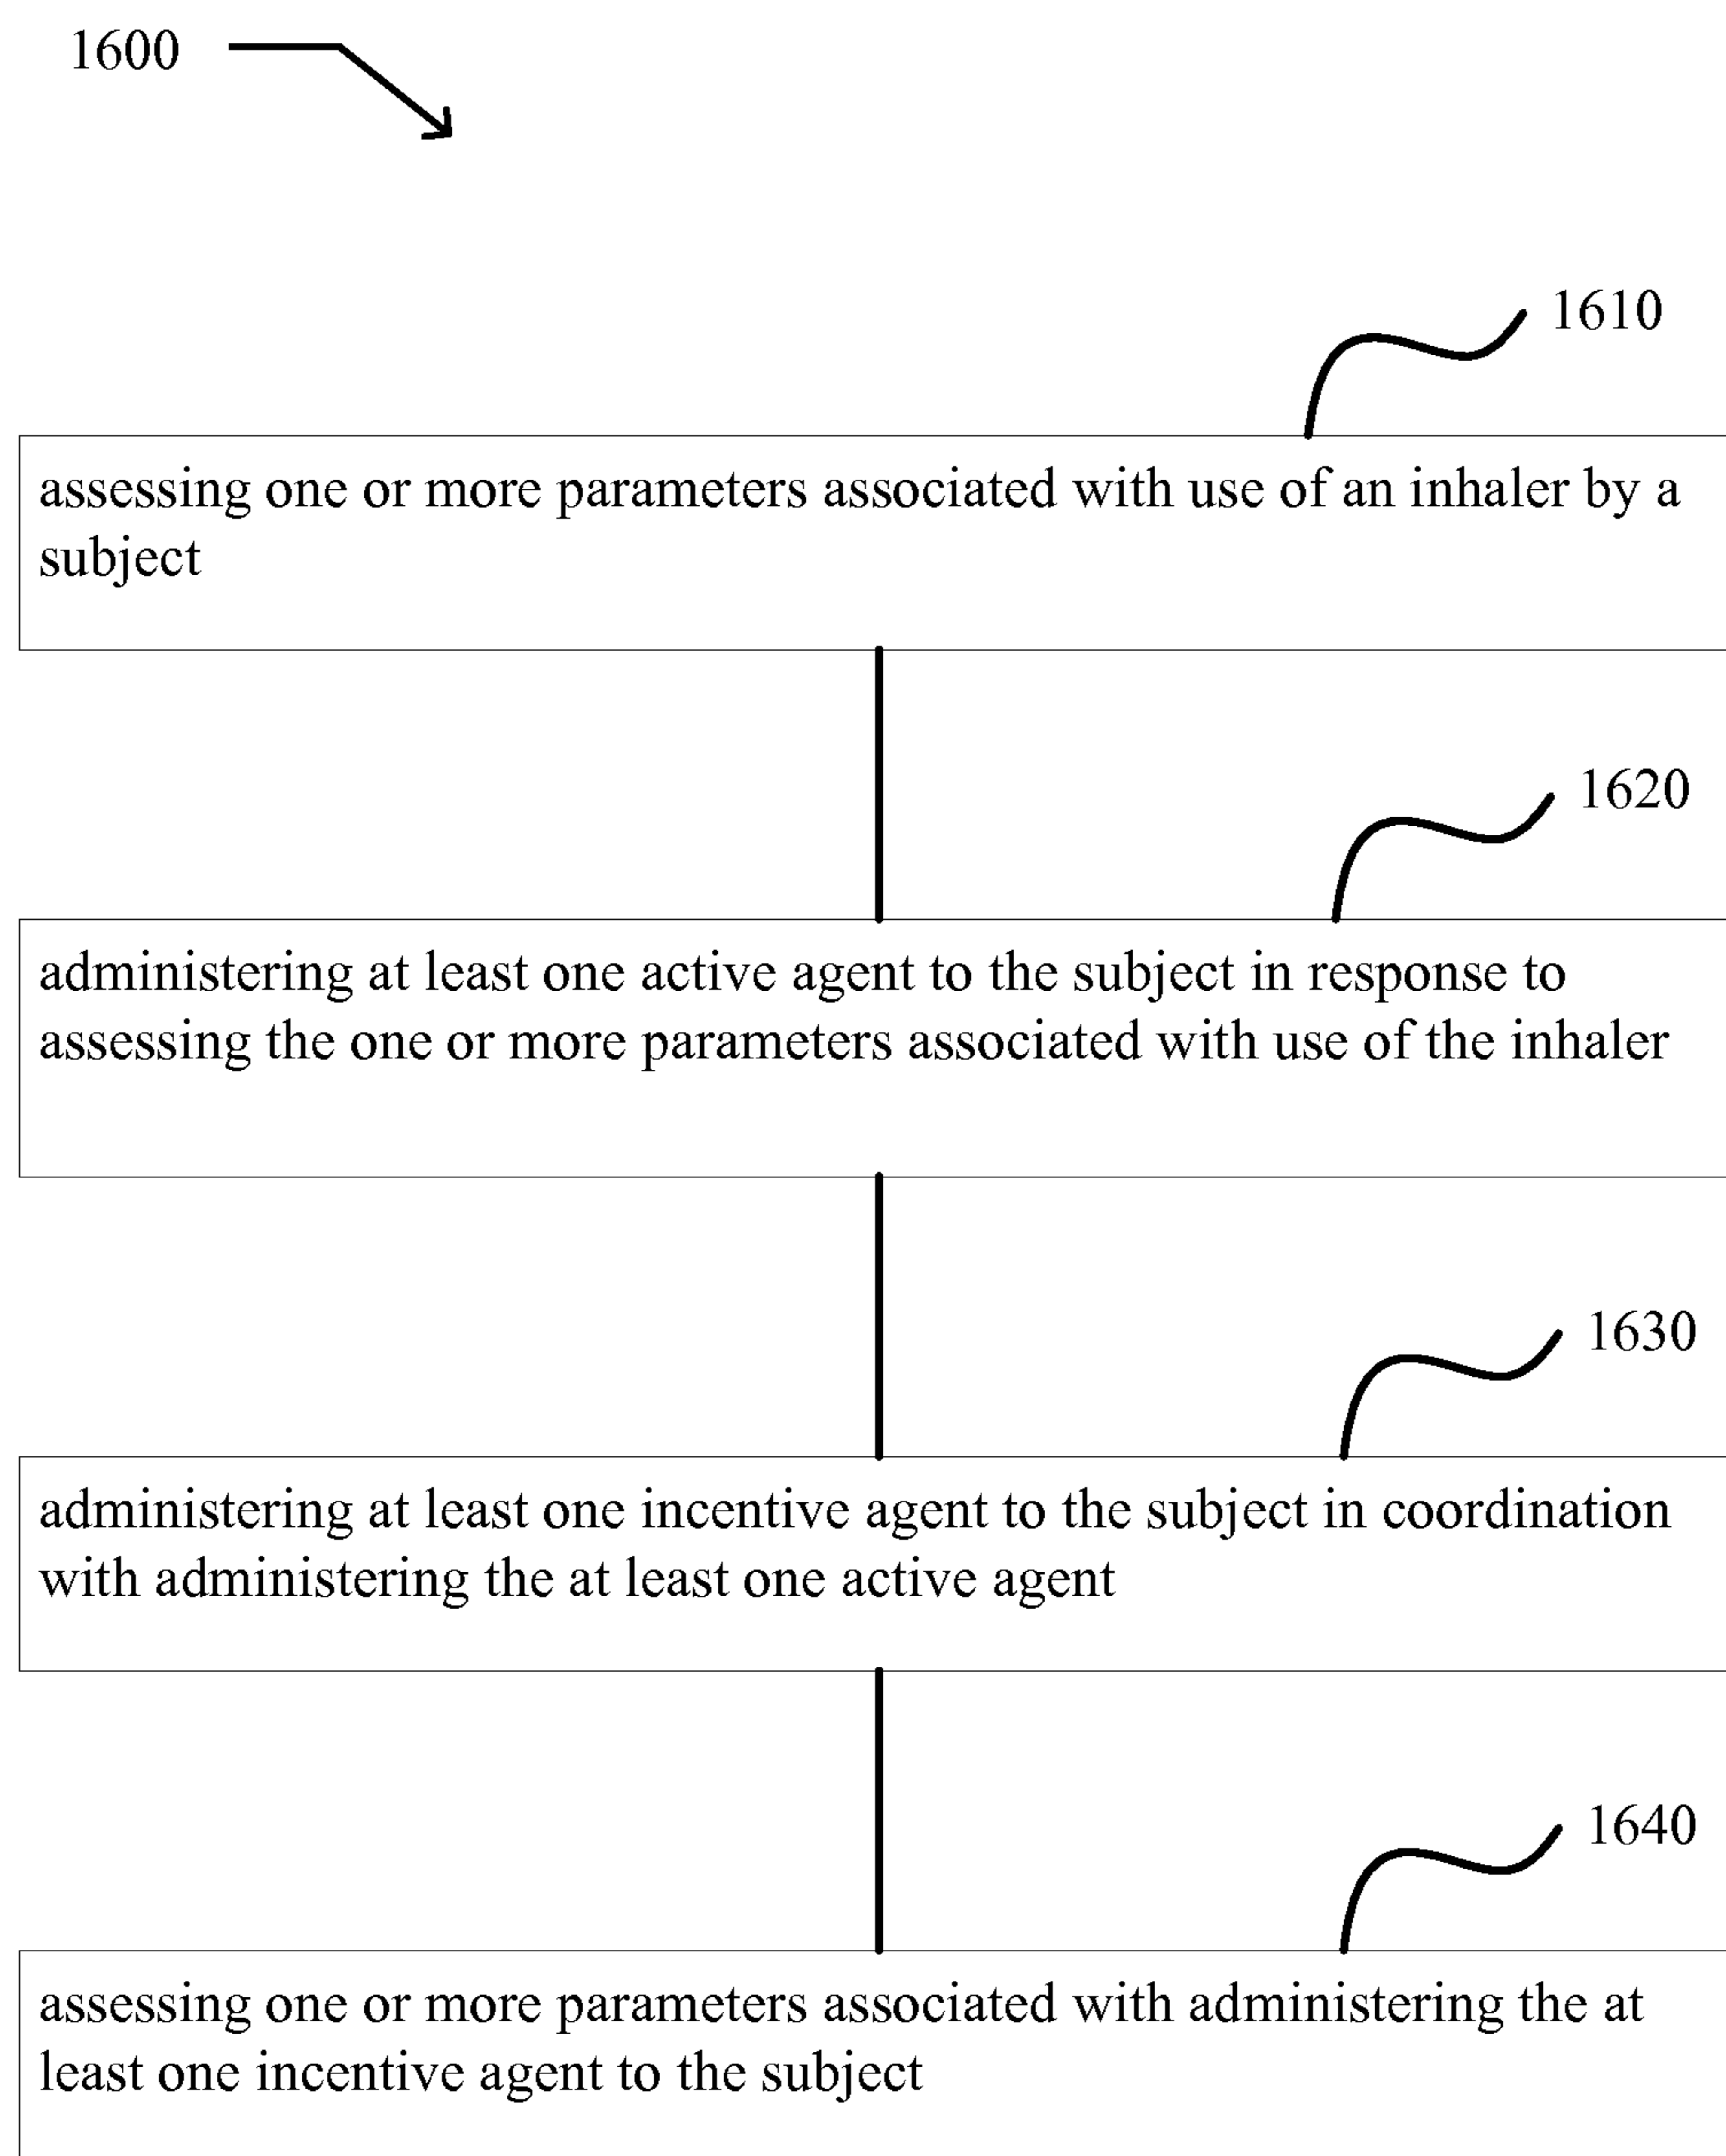 1600
1610
assessing one or more parameters associated with use of an inhaler by a
subject
1620
administering at least one active agent to the subject in response to
assessing the one or more parameters associated with use of the inhaler
1630
administering at least one incentive agent to the subject in coordination
with administering the at least one active agent
1640
assessing one or more parameters associated with administering the at
least one incentive agent to the subject